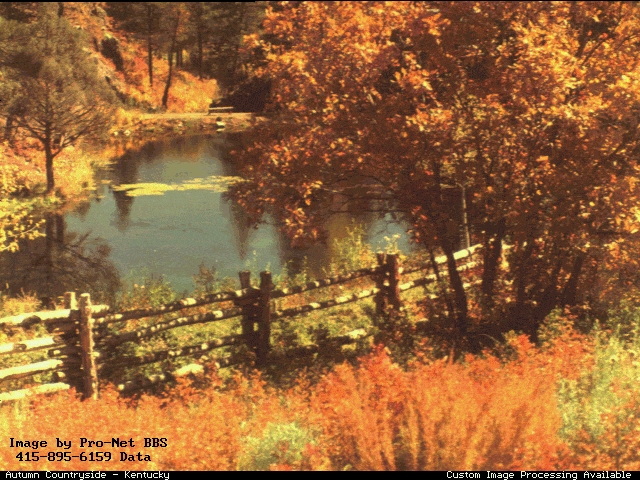 Image by Pro-Net BBS
415-895-6159 Data
Autumn Countryside - Kentucky
Custom Image Processing Available